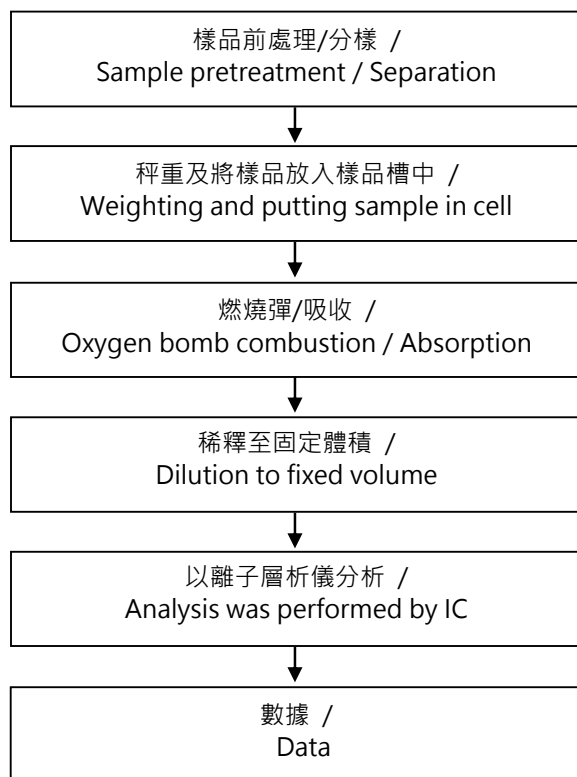 樣品前處理/分樣 /
Sample pretreatment / Separation
秤重及將樣品放入樣品槽中 /
Weighting and putting sample in cell
燃燒彈/吸收 /
Oxygen bomb combustion / Absorption
稀釋至固定體積 /
Dilution to fixed volume
以離子層析儀分析 /
Analysis was performed by IC
數據 /
Data